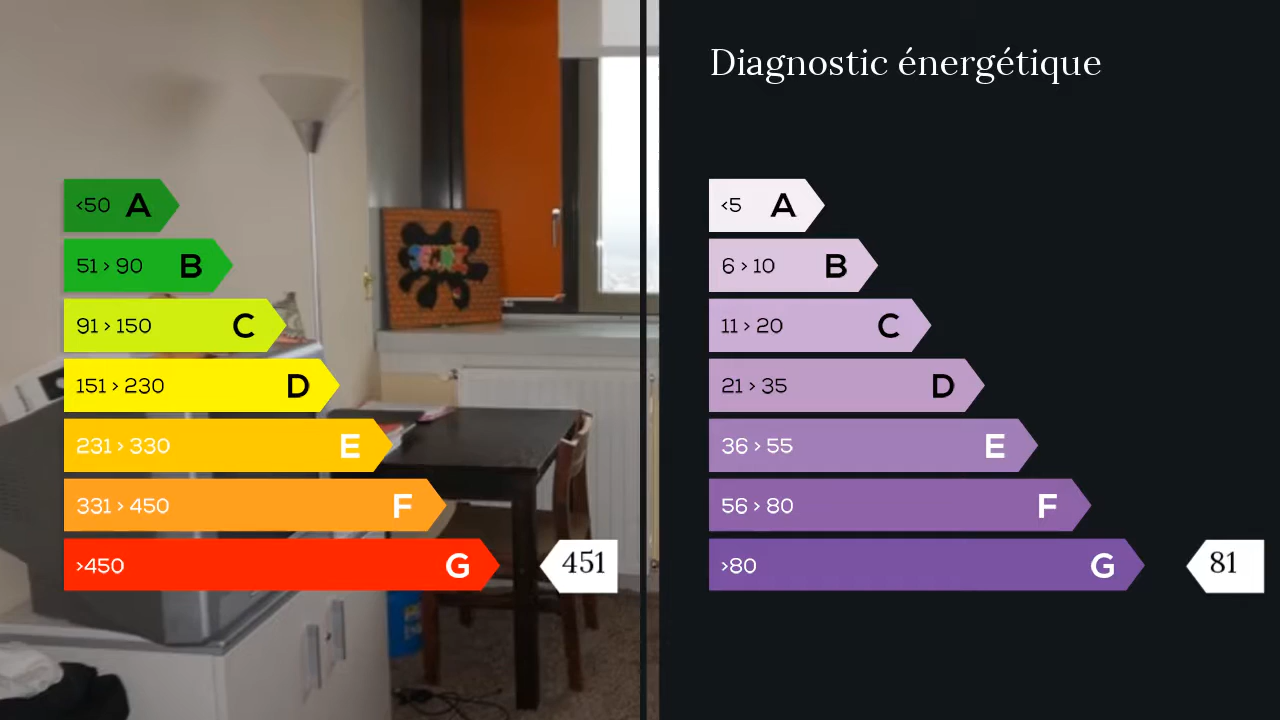 Diagnostic énergétique
<50 A
51 > 90 B
91 > 150 C
151 > 230 D
231 > 330 E
331 > 450 F
>450 G 451
<5 A
6 > 10 B
11 > 20 C
21 > 35 D
36 > 55 E
56 > 80 F
>80 G 81